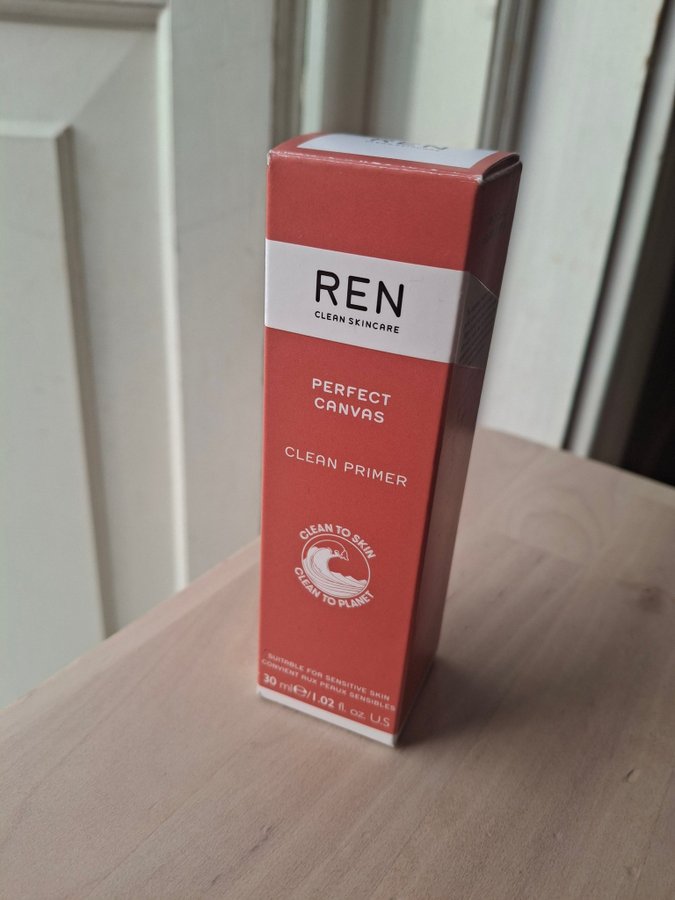 REN
REN
CLEAN SKINCARE
PERFECT
CANVAS
CLEAN PRIMER
CLEAN TO SKIN
CLEAN TO PLANET
SUITABLE FOR SENSITIVE SKIN
CONVIENT AUX PEAUX SENSIBLES
30 ml℮/1.02 fl. oz. U.S